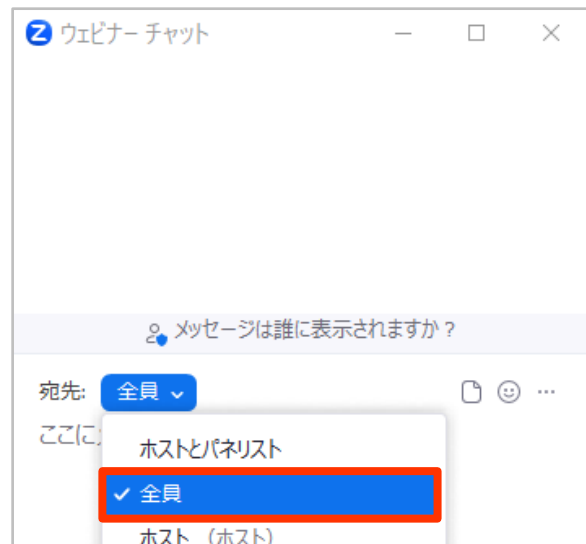 ウェビナー チャット
メッセージは誰に表示されますか？
宛先: 全員
ここに
ホストとパネリスト
全員
ホスト （ホスト）